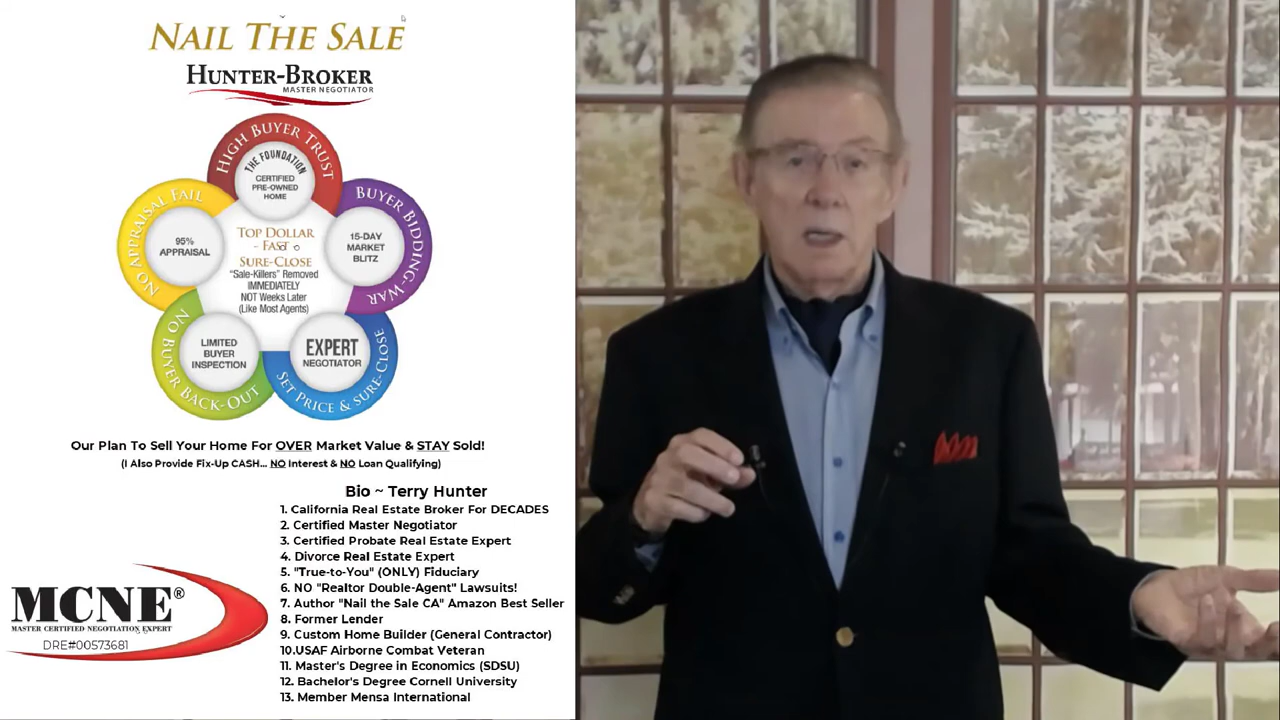 NAIL THE SALE
HUNTER-BROKER
MASTER NEGOTIATOR
HIGH BUYER TRUST
THE FOUNDATION
CERTIFIED
PRE-OWNED
HOME
NO APPRAISAL FAIL
95%
APPRAISAL
BUYER BIDDING-WAR
15-DAY
MARKET
BLITZ
TOP DOLLAR
- FAST -
SURE-CLOSE
"Sale-Killers" Removed
IMMEDIATELY
NOT Weeks Later
(Like Most Agents)
NO BUYER BACK-OUT
LIMITED
BUYER
INSPECTION
SET PRICE & SURE-CLOSE
EXPERT
NEGOTIATOR
Our Plan To Sell Your Home For OVER Market Value & STAY Sold!
(I Also Provide Fix-Up CASH... NO Interest & NO Loan Qualifying)
Bio ~ Terry Hunter
1. California Real Estate Broker For DECADES
2. Certified Master Negotiator
3. Certified Probate Real Estate Expert
4. Divorce Real Estate Expert
5. "True-to-You" (ONLY) Fiduciary
6. NO "Realtor Double-Agent" Lawsuits!
7. Author "Nail the Sale CA" Amazon Best Seller
8. Former Lender
9. Custom Home Builder (General Contractor)
10.USAF Airborne Combat Veteran
11. Master's Degree in Economics (SDSU)
12. Bachelor's Degree Cornell University
13. Member Mensa International
MCNE®
MASTER CERTIFIED NEGOTIATION EXPERT
DRE#00573681